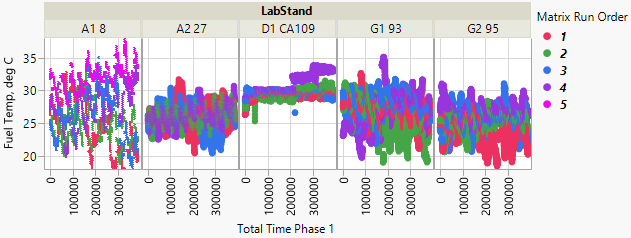 LabStand
Matrix Run Order
A1 8 A2 27 D1 CA109 G1 93 G2 95
1
2
3
4
5
35
30
25
20
Fuel Temp, deg C
0 100000 200000 300000 0 100000 200000 300000 0 100000 200000 300000 0 100000 200000 300000 0 100000 200000 300000
Total Time Phase 1